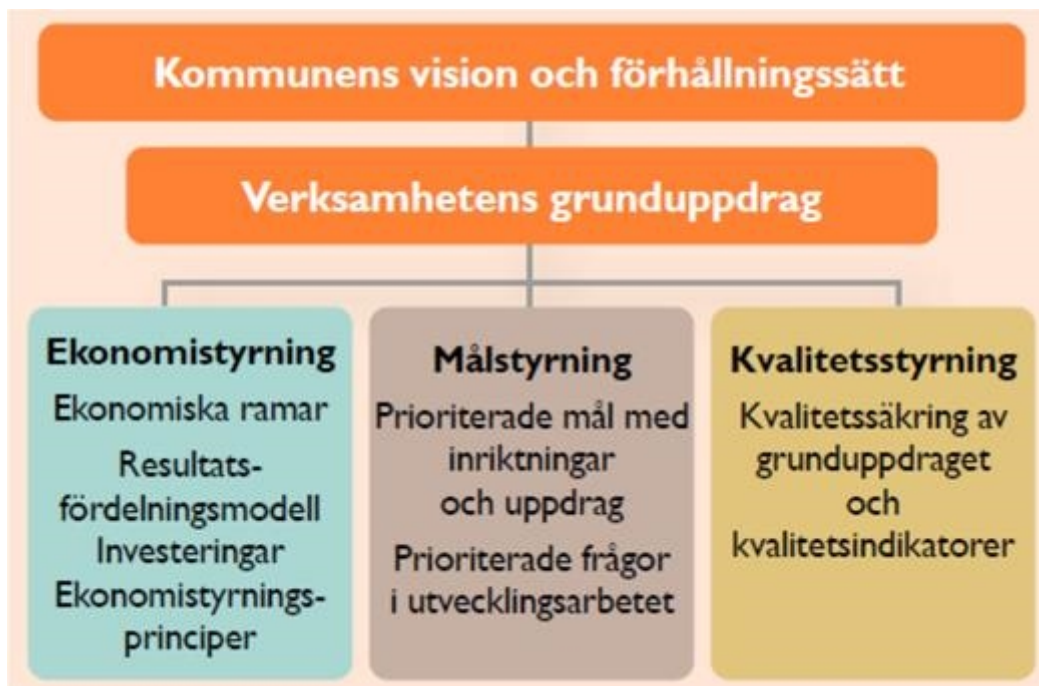 Kommunens vision och förhållningssätt
Verksamhetens grunduppdrag
Ekonomistyrning
Ekonomiska ramar
Resultats-
fördelningsmodell
Investeringar
Ekonomistyrnings-
principer
Målstyrning
Prioriterade mål med
inriktningar
och uppdrag
Prioriterade frågor
i utvecklingsarbetet
Kvalitetsstyrning
Kvalitetssäkring av
grunduppdraget
och
kvalitetsindikatorer